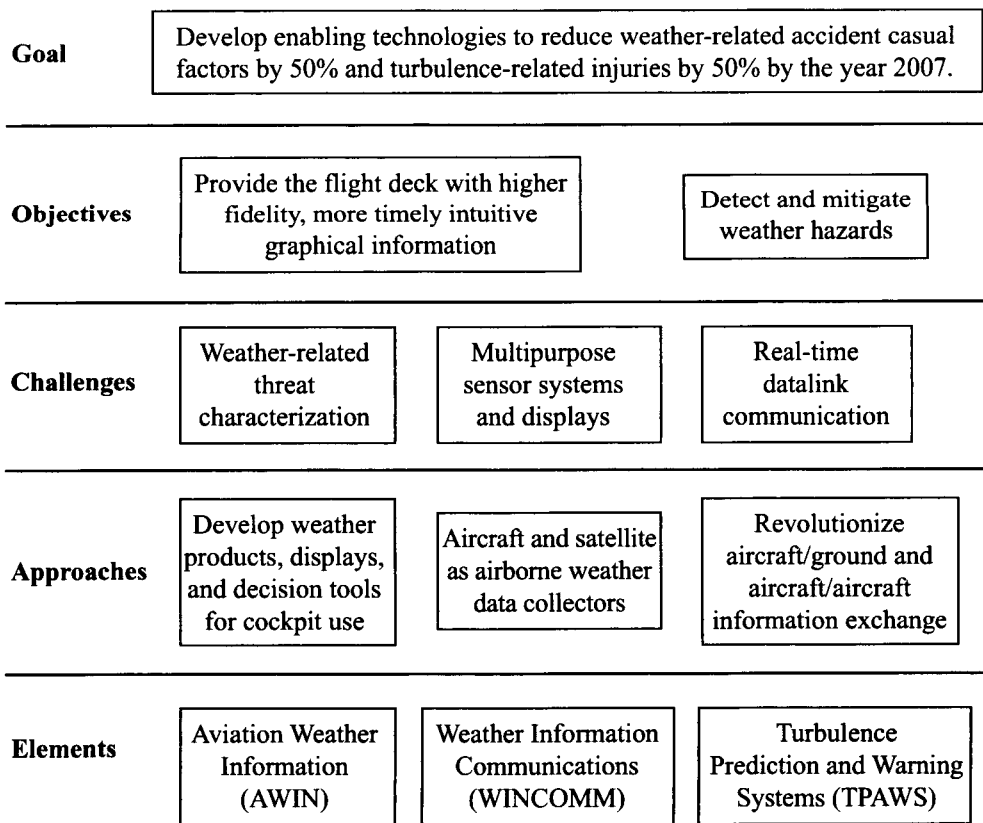 Goal
Develop enabling technologies to reduce weather-related accident casual
factors by 50% and turbulence-related injuries by 50% by the year 2007.
Objectives
Provide the flight deck with higher
fidelity, more timely intuitive
graphical information
Detect and mitigate
weather hazards
Challenges
Weather-related
threat
characterization
Multipurpose
sensor systems
and displays
Real-time
datalink
communication
Approaches
Develop weather
products, displays,
and decision tools
for cockpit use
Aircraft and satellite
as airborne weather
data collectors
Revolutionize
aircraft/ground and
aircraft/aircraft
information exchange
Elements
Aviation Weather
Information
(AWIN)
Weather Information
Communications
(WINCOMM)
Turbulence
Prediction and Warning
Systems (TPAWS)